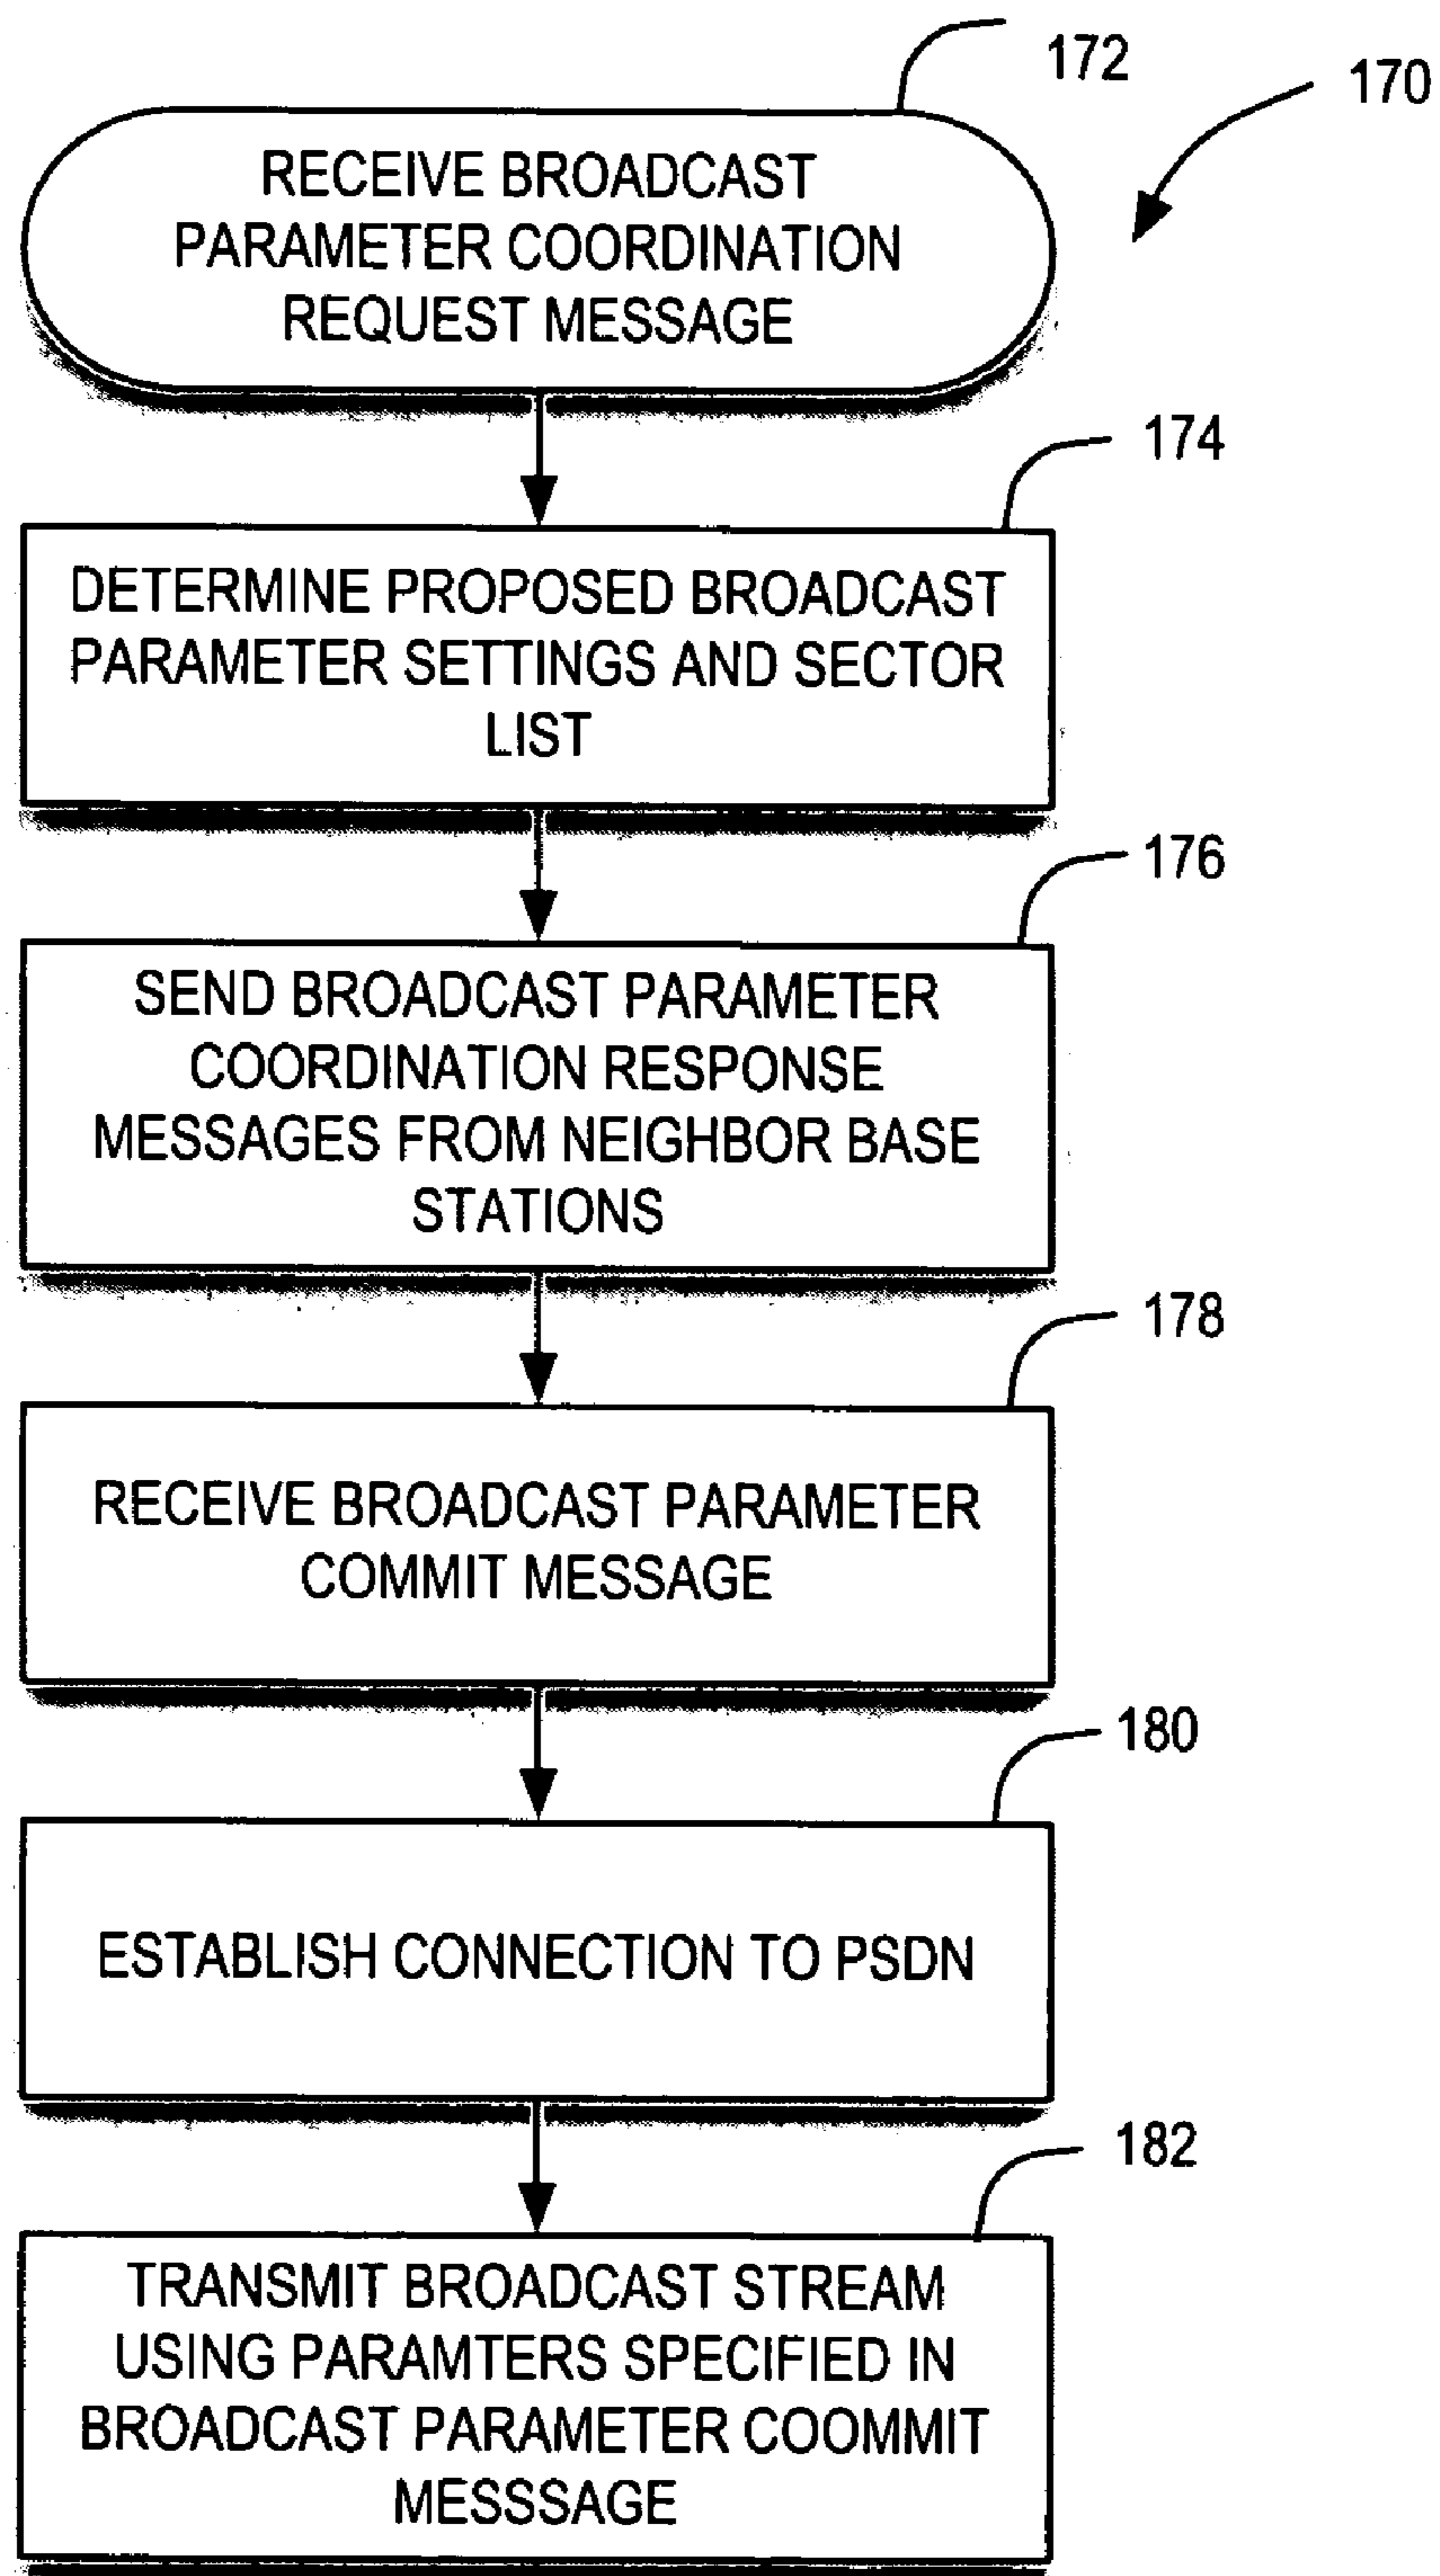 172
170
RECEIVE BROADCAST
PARAMETER COORDINATION
REQUEST MESSAGE
174
DETERMINE PROPOSED BROADCAST
PARAMETER SETTINGS AND SECTOR
LIST
176
SEND BROADCAST PARAMETER
COORDINATION RESPONSE
MESSAGES FROM NEIGHBOR BASE
STATIONS
178
RECEIVE BROADCAST PARAMETER
COMMIT MESSAGE
180
ESTABLISH CONNECTION TO PSDN
182
TRANSMIT BROADCAST STREAM
USING PARAMTERS SPECIFIED IN
BROADCAST PARAMETER COOMMIT
MESSSAGE